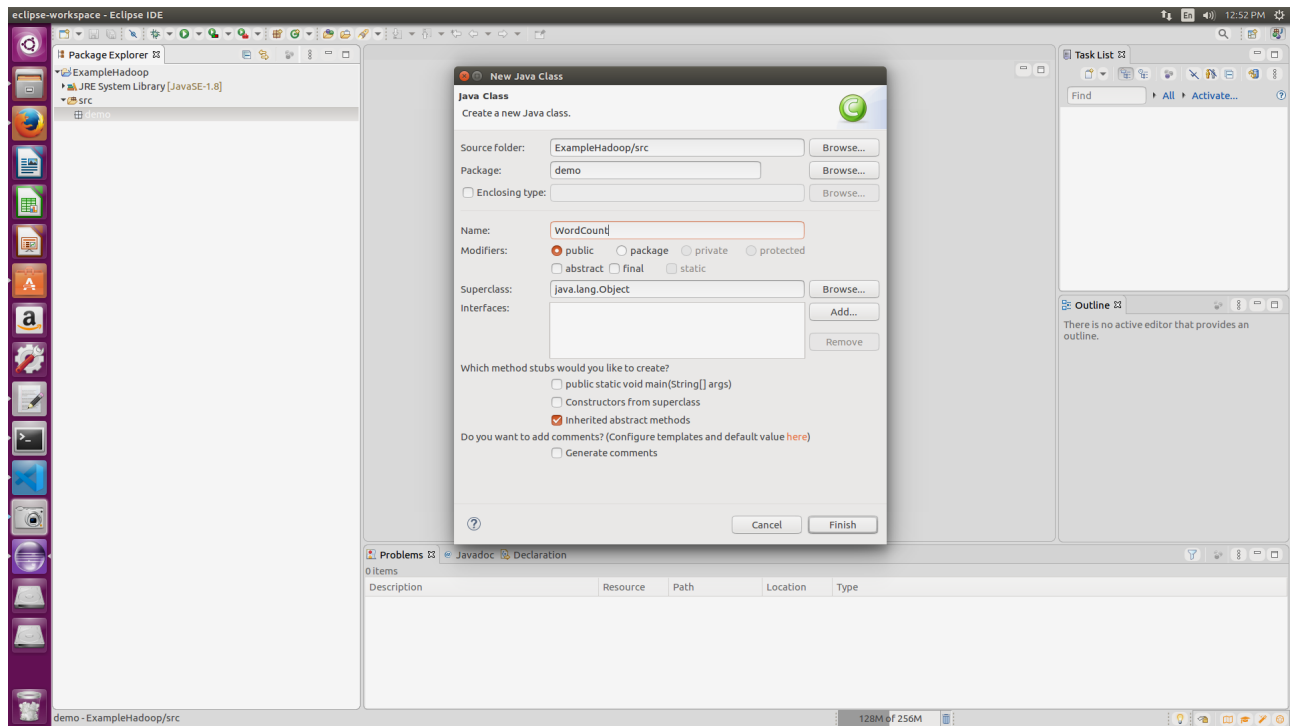 eclipse-workspace - Eclipse IDE
En 12:52 PM
Package Explorer
ExampleHadoop
JRE System Library [JavaSE-1.8]
src
demo
New Java Class
Java Class
Create a new Java class.
Source folder: ExampleHadoop/src Browse...
Package: demo Browse...
Enclosing type: Browse...
Name: WordCount
Modifiers: public package private protected
abstract final static
Superclass: java.lang.Object Browse...
Interfaces: Add...
Remove
Which method stubs would you like to create?
public static void main(String[] args)
Constructors from superclass
Inherited abstract methods
Do you want to add comments? (Configure templates and default value here)
Generate comments
Cancel Finish
Task List
Find All Activate...
Outline
There is no active editor that provides an
outline.
Problems Javadoc Declaration
0 items
Description Resource Path Location Type
demo - ExampleHadoop/src
128M of 256M